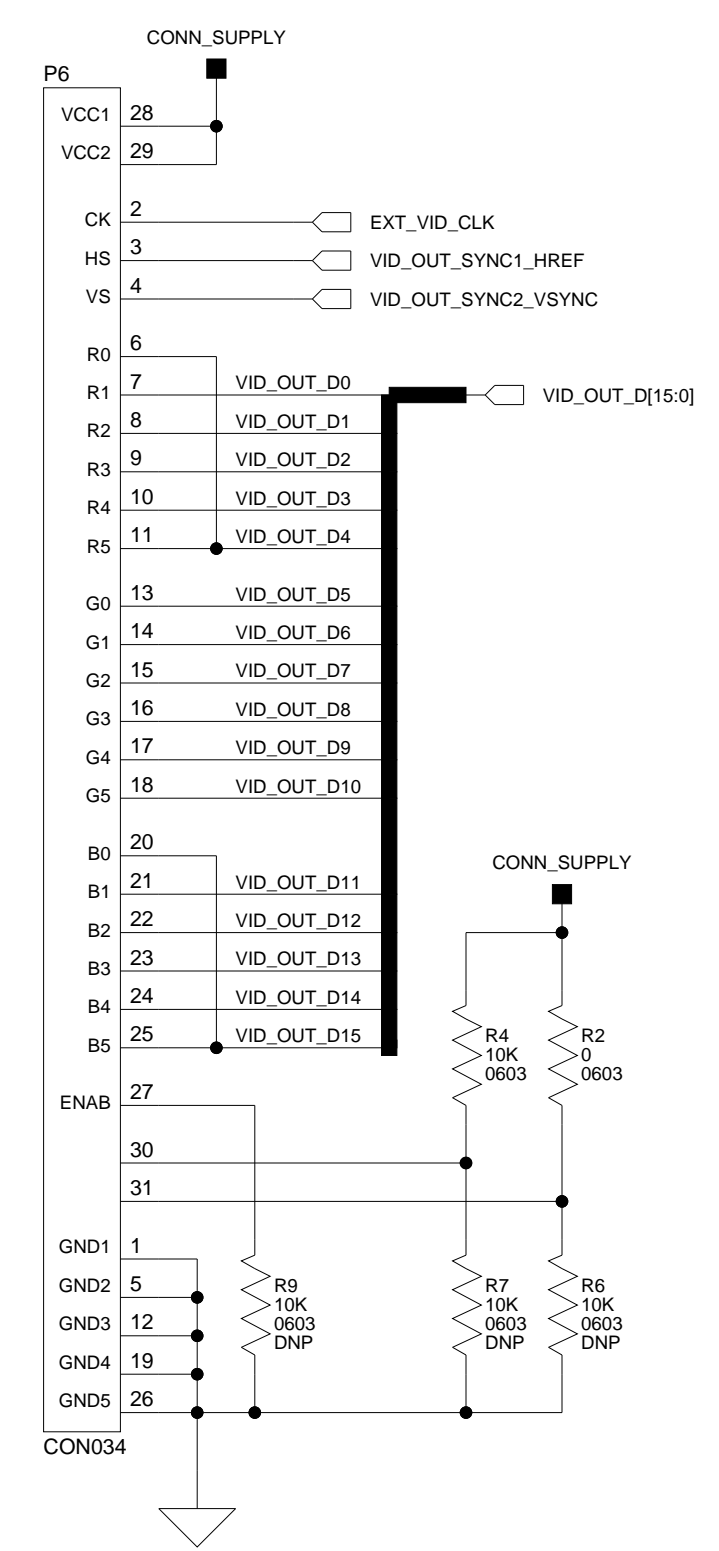 CONN_SUPPLY
P6
VCC1 28
VCC2 29
CK 2 EXT_VID_CLK
HS 3 VID_OUT_SYNC1_HREF
VS 4 VID_OUT_SYNC2_VSYNC
R0 6
R1 7 VID_OUT_D0 VID_OUT_D[15:0]
R2 8 VID_OUT_D1
R3 9 VID_OUT_D2
R4 10 VID_OUT_D3
R5 11 VID_OUT_D4
G0 13 VID_OUT_D5
G1 14 VID_OUT_D6
G2 15 VID_OUT_D7
G3 16 VID_OUT_D8
G4 17 VID_OUT_D9
G5 18 VID_OUT_D10
B0 20
CONN_SUPPLY
B1 21 VID_OUT_D11
B2 22 VID_OUT_D12
B3 23 VID_OUT_D13
B4 24 VID_OUT_D14
B5 25 VID_OUT_D15
R4
10K
0603
R2
0
0603
ENAB 27
30
31
GND1 1
GND2 5
GND3 12
GND4 19
GND5 26
R9
10K
0603
DNP
R7
10K
0603
DNP
R6
10K
0603
DNP
CON034